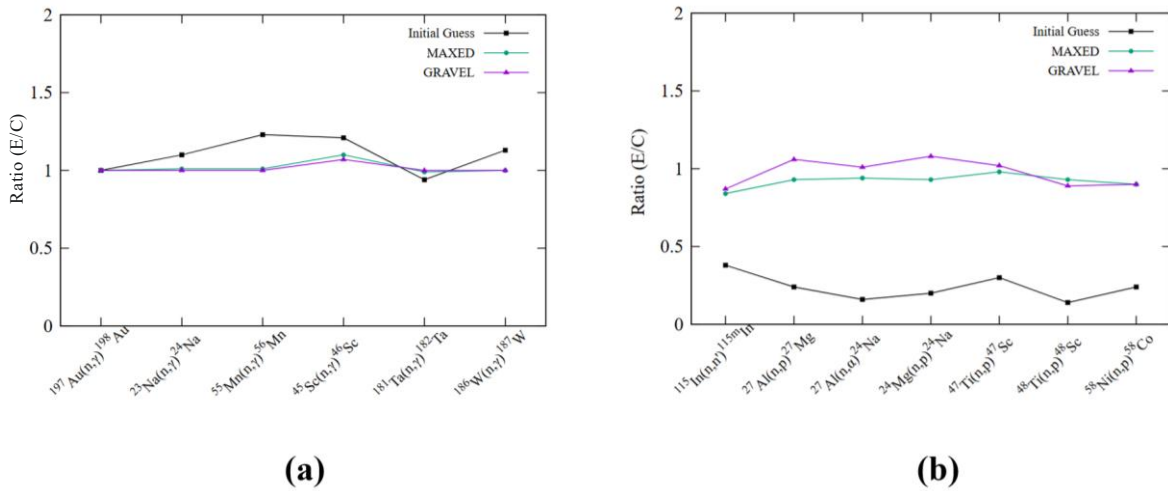 2
1.5
1
0.5
0
Ratio (E/C)
Initial Guess
MAXED
GRAVEL
¹⁹⁷Au(n,γ)¹⁹⁸Au
²³Na(n,γ)²⁴Na
⁵⁵Mn(n,γ)⁵⁶Mn
⁴⁵Sc(n,γ)⁴⁶Sc
¹⁸¹Ta(n,γ)¹⁸²Ta
¹⁸⁶W(n,γ)¹⁸⁷W
(a)
2
1.5
1
0.5
0
Ratio (E/C)
Initial Guess
MAXED
GRAVEL
¹¹⁵In(n,n')¹¹⁵ᵐIn
²⁷Al(n,p)²⁷Mg
²⁷Al(n,α)²⁴Na
²⁴Mg(n,p)²⁴Na
⁴⁷Ti(n,p)⁴⁷Sc
⁴⁸Ti(n,p)⁴⁸Sc
⁵⁸Ni(n,p)⁵⁸Co
(b)